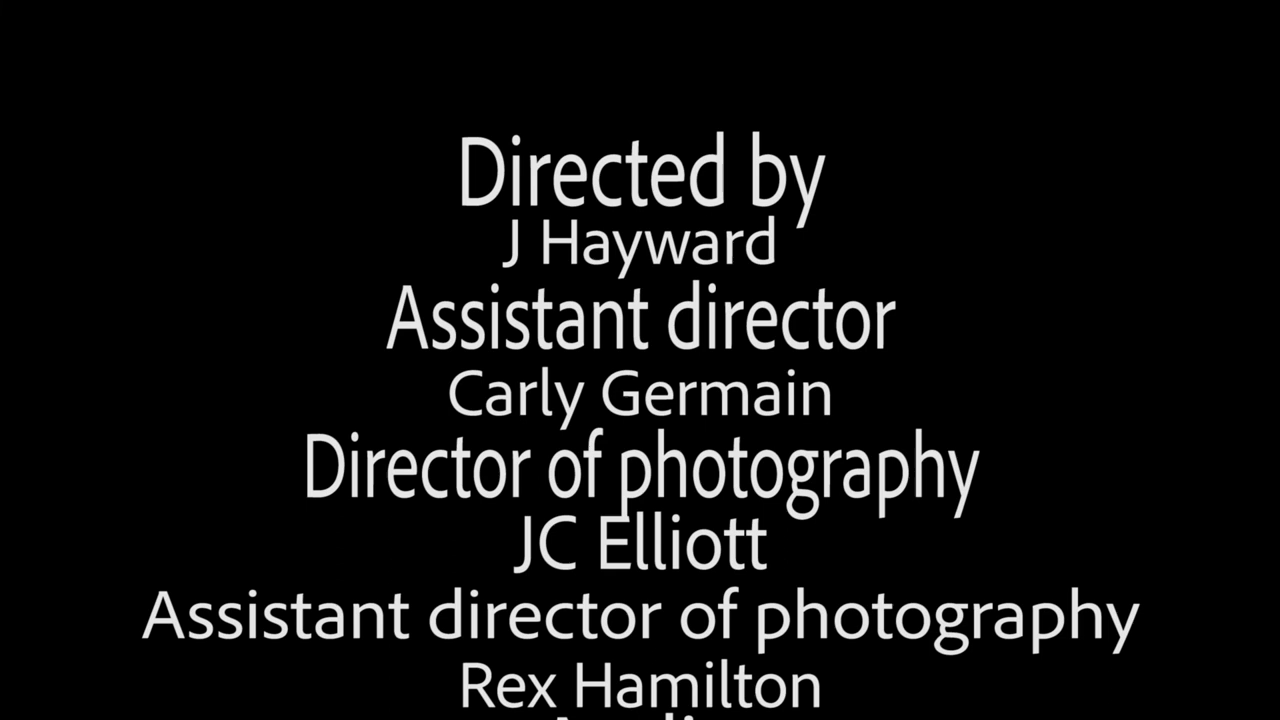 Directed by
J Hayward
Assistant director
Carly Germain
Director of photography
JC Elliott
Assistant director of photography
Rex Hamilton